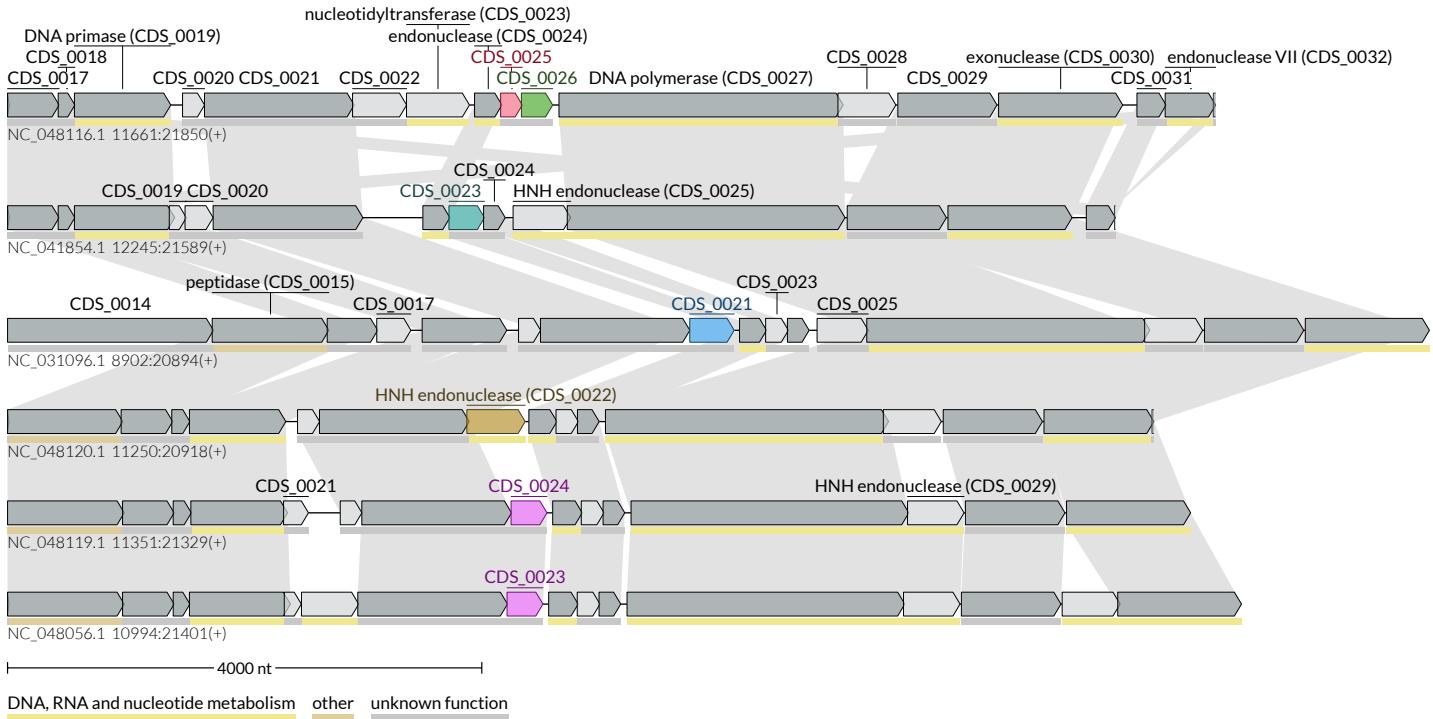 nucleotidyltransferase (CDS_0023)
DNA primase (CDS_0019) endonuclease (CDS_0024)
CDS_0018 CDS_0025 exonuclease (CDS_0030) endonuclease VII (CDS_0032)
CDS_0017 CDS_0020 CDS_0021 CDS_0022 CDS_0026 DNA polymerase (CDS_0027) CDS_0028 CDS_0029 CDS_0031
NC_048116.1 11661:21850(+)
CDS_0024
CDS_0019 CDS_0020 CDS_0023 HNH endonuclease (CDS_0025)
NC_041854.1 12245:21589(+)
peptidase (CDS_0015) CDS_0023
CDS_0014 CDS_0017 CDS_0021 CDS_0025
NC_031096.1 8902:20894(+)
HNH endonuclease (CDS_0022)
NC_048120.1 11250:20918(+)
CDS_0021 CDS_0024 HNH endonuclease (CDS_0029)
NC_048119.1 11351:21329(+)
CDS_0023
NC_048056.1 10994:21401(+)
4000 nt
DNA, RNA and nucleotide metabolism other unknown function